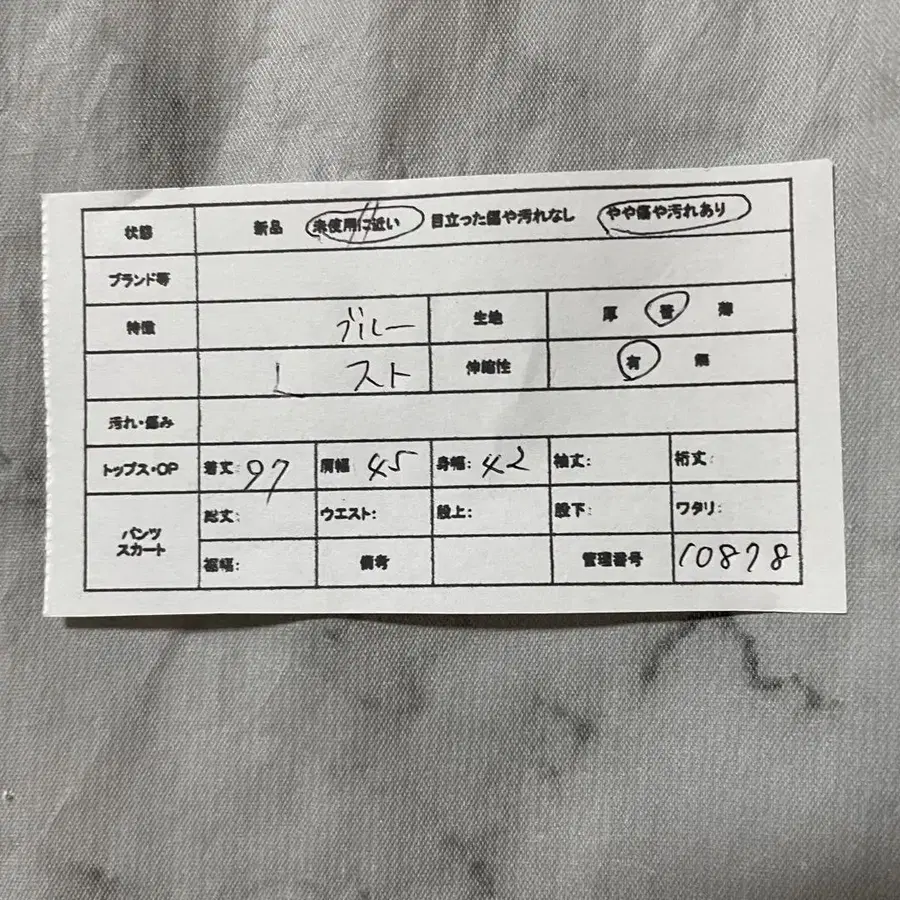 状態 新品 未使用に近い 目立った傷や汚れなし やや傷や汚れあり
ブランド等
特徴 ブルー 生地 厚 普 薄
L スト 伸縮性 有 無
汚れ・傷み
トップス・OP 着丈: 97 肩幅: 45 身幅: 42 袖丈: 裄丈:
パンツ スカート 総丈: ウエスト: 股上: 股下: ワタリ:
裾幅: 備考 管理番号 10878